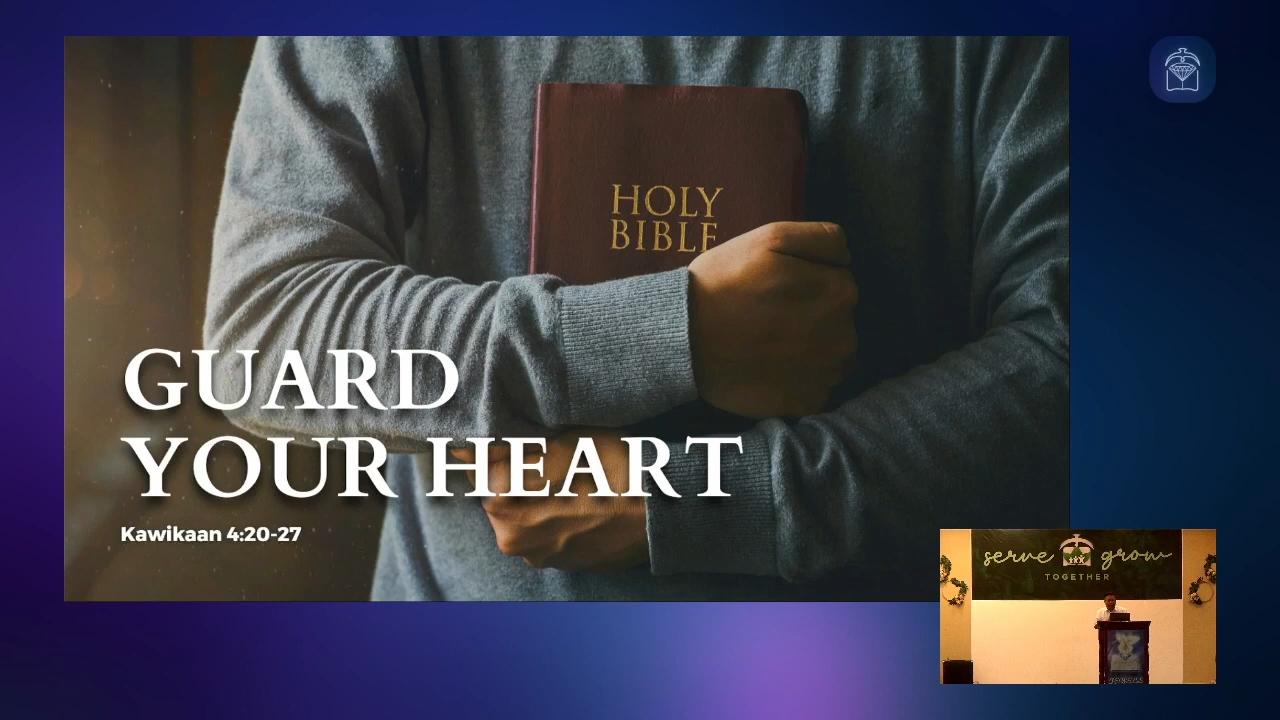 HOLY
BIBLE
GUARD
YOUR HEART
Kawikaan 4:20-27
serve grow
TOGETHER